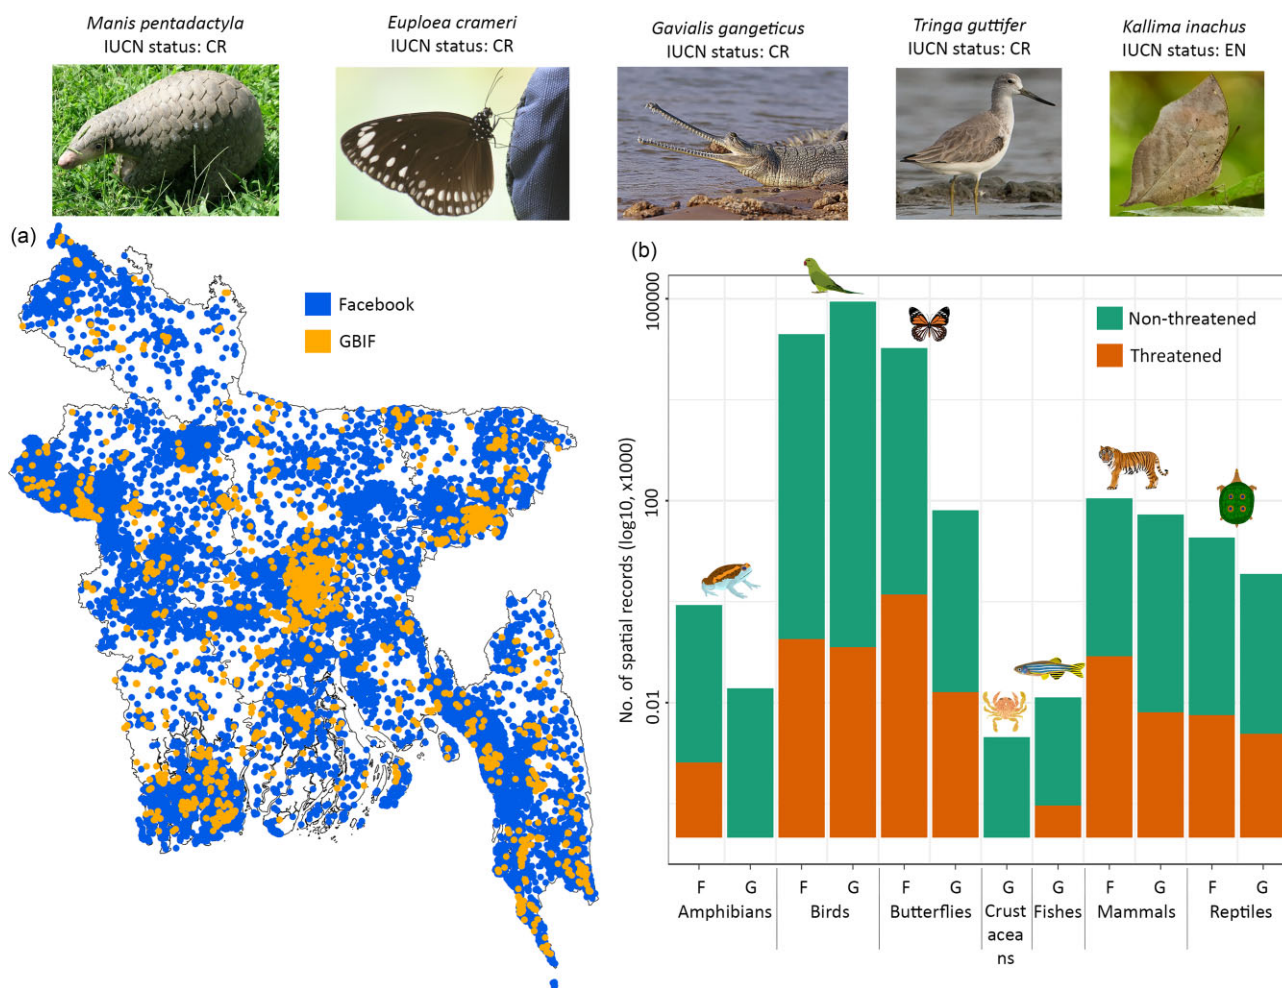 Manis pentadactyla
IUCN status: CR
Euploea crameri
IUCN status: CR
Gavialis gangeticus
IUCN status: CR
Tringa guttifer
IUCN status: CR
Kallima inachus
IUCN status: EN
(a)
Facebook
GBIF
(b)
Non-threatened
Threatened
No. of spatial records (log10, x1000)
100000
100
0.01
F G F G F G G G F G F G
Amphibians Birds Butterflies Crust Fishes Mammals Reptiles
acea
ns